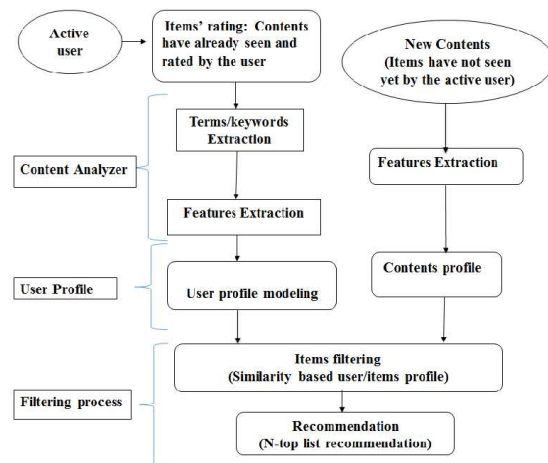 Active
user
Items' rating: Contents
have already seen and
rated by the user
New Contents
(Items have not seen
yet by the active user)
Terms/keywords
Extraction
Content Analyzer
Features Extraction
Features Extraction
User Profile
User profile modeling
Contents profile
Filtering process
Items filtering
(Similarity based user/items profile)
Recommendation
(N-top list recommendation)